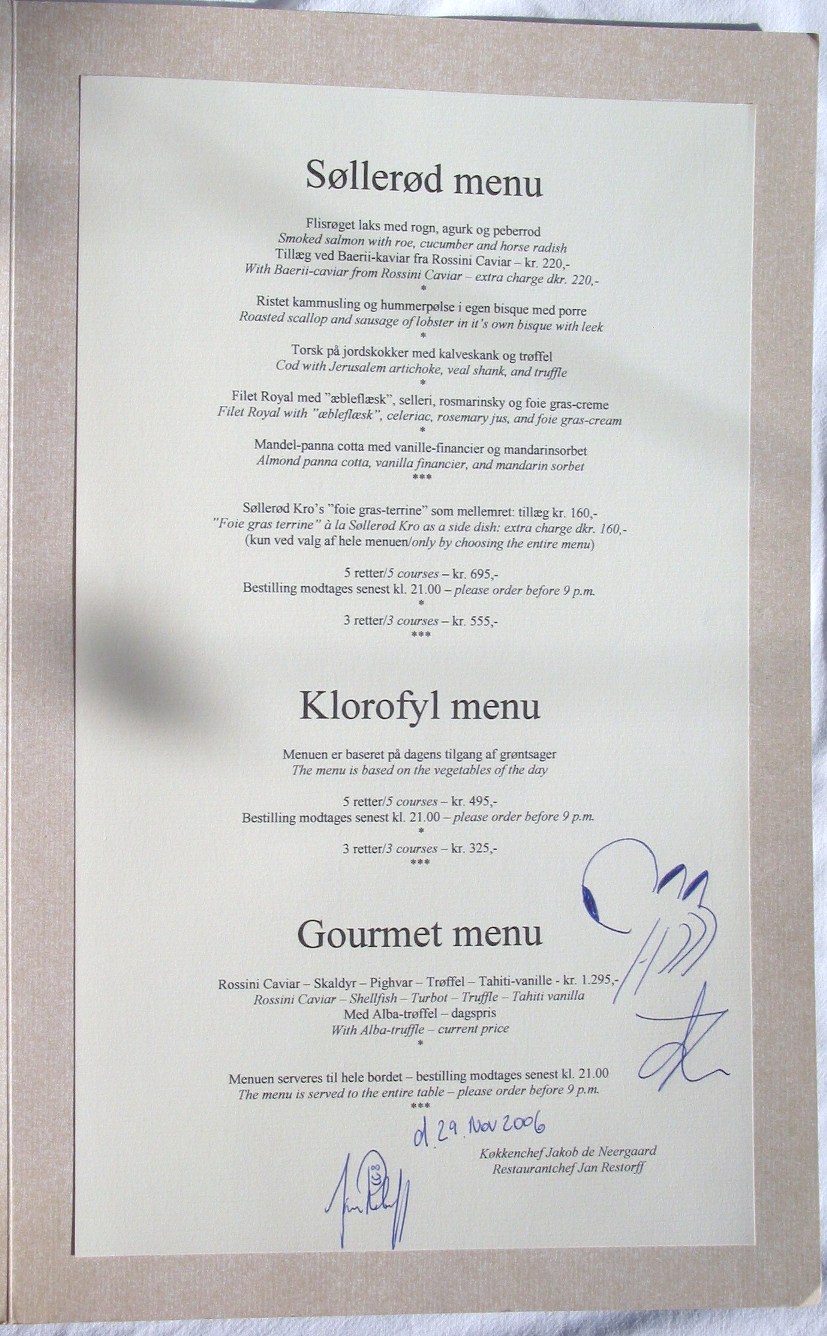 Søllerød menu
Flisrøget laks med rogn, agurk og peberrod
Smoked salmon with roe, cucumber and horse radish
Tillæg ved Baerii-kaviar fra Rossini Caviar – kr. 220,-
With Baerii-caviar from Rossini Caviar – extra charge dkr. 220,-
*
Ristet kammusling og hummerpølse i egen bisque med porre
Roasted scallop and sausage of lobster in it's own bisque with leek
*
Torsk på jordskokker med kalveskank og trøffel
Cod with Jerusalem artichoke, veal shank, and truffle
*
Filet Royal med ”æbleflæsk”, selleri, rosmarinsky og foie gras-creme
Filet Royal with ”æbleflæsk”, celeriac, rosemary jus, and foie gras-cream
*
Mandel-panna cotta med vanille-financier og mandarinsorbet
Almond panna cotta, vanilla financier, and mandarin sorbet
***
Søllerød Kro's ”foie gras-terrine” som mellemret: tillæg kr. 160,-
”Foie gras terrine” à la Søllerød Kro as a side dish: extra charge dkr. 160,-
(kun ved valg af hele menuen/only by choosing the entire menu)
5 retter/5 courses – kr. 695,-
Bestilling modtages senest kl. 21.00 – please order before 9 p.m.
*
3 retter/3 courses – kr. 555,-
***
Klorofyl menu
Menuen er baseret på dagens tilgang af grøntsager
The menu is based on the vegetables of the day
5 retter/5 courses – kr. 495,-
Bestilling modtages senest kl. 21.00 – please order before 9 p.m.
*
3 retter/3 courses – kr. 325,-
***
Gourmet menu
Rossini Caviar – Skaldyr – Pighvar – Trøffel – Tahiti-vanille - kr. 1.295,-
Rossini Caviar – Shellfish – Turbot – Truffle – Tahiti vanilla
Med Alba-trøffel – dagspris
With Alba-truffle – current price
*
Menuen serveres til hele bordet – bestilling modtages senest kl. 21.00
The menu is served to the entire table – please order before 9 p.m.
***
d. 29. Nov 2006
Køkkenchef Jakob de Neergaard
Restaurantchef Jan Restorff